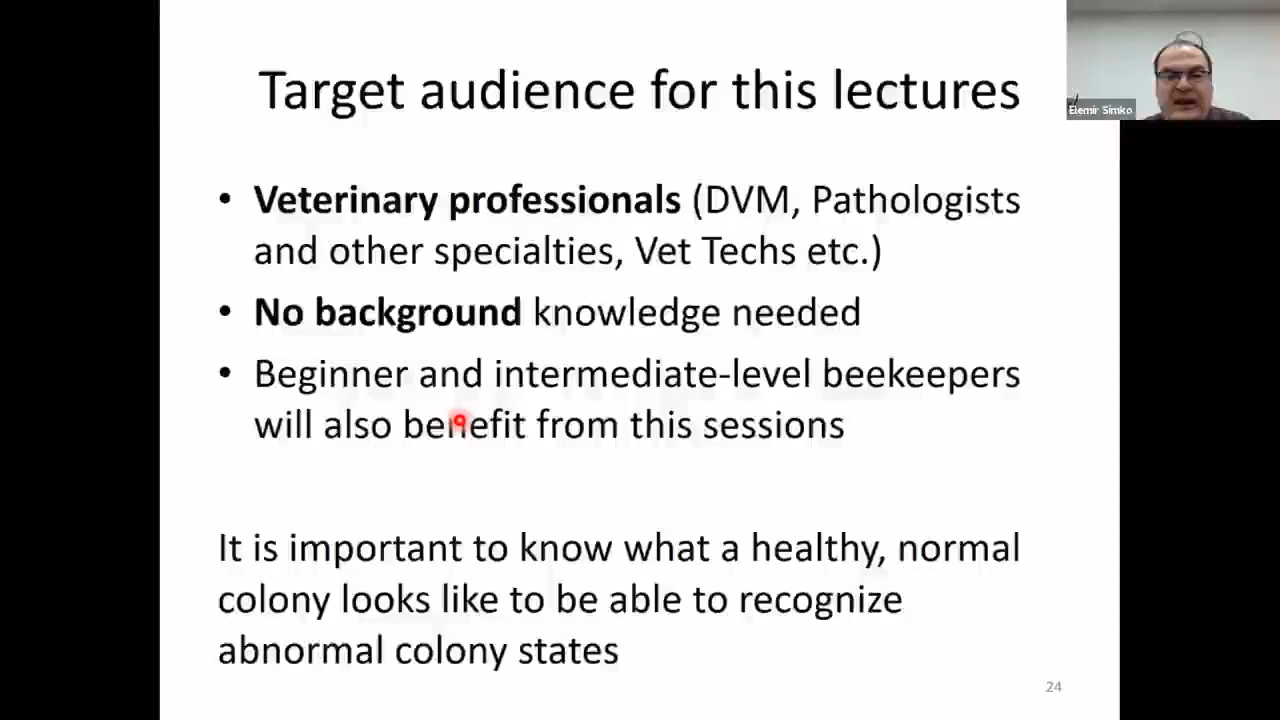 Target audience for this lectures
Elemir Simko
• Veterinary professionals (DVM, Pathologists
and other specialties, Vet Techs etc.)
• No background knowledge needed
• Beginner and intermediate-level beekeepers
will also benefit from this sessions
It is important to know what a healthy, normal
colony looks like to be able to recognize
abnormal colony states
24